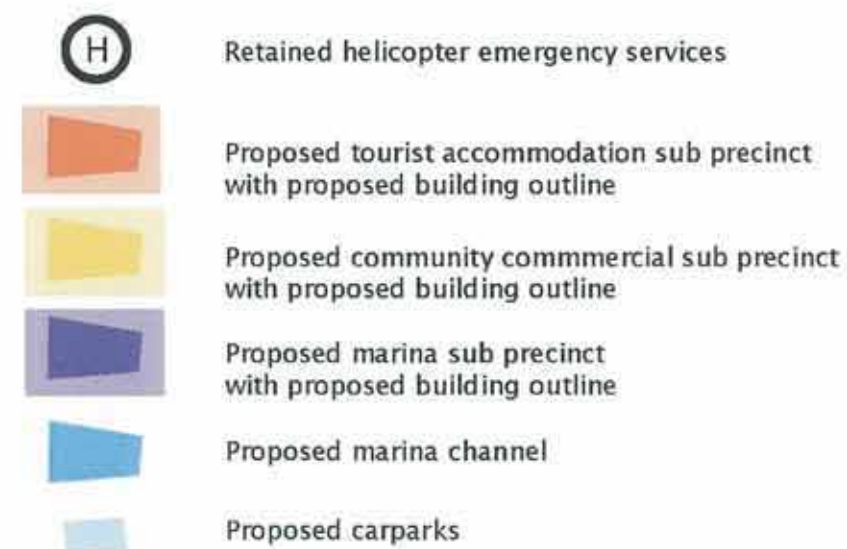 H
Retained helicopter emergency services
Proposed tourist accommodation sub precinct
with proposed building outline
Proposed community commmercial sub precinct
with proposed building outline
Proposed marina sub precinct
with proposed building outline
Proposed marina channel
Proposed carparks